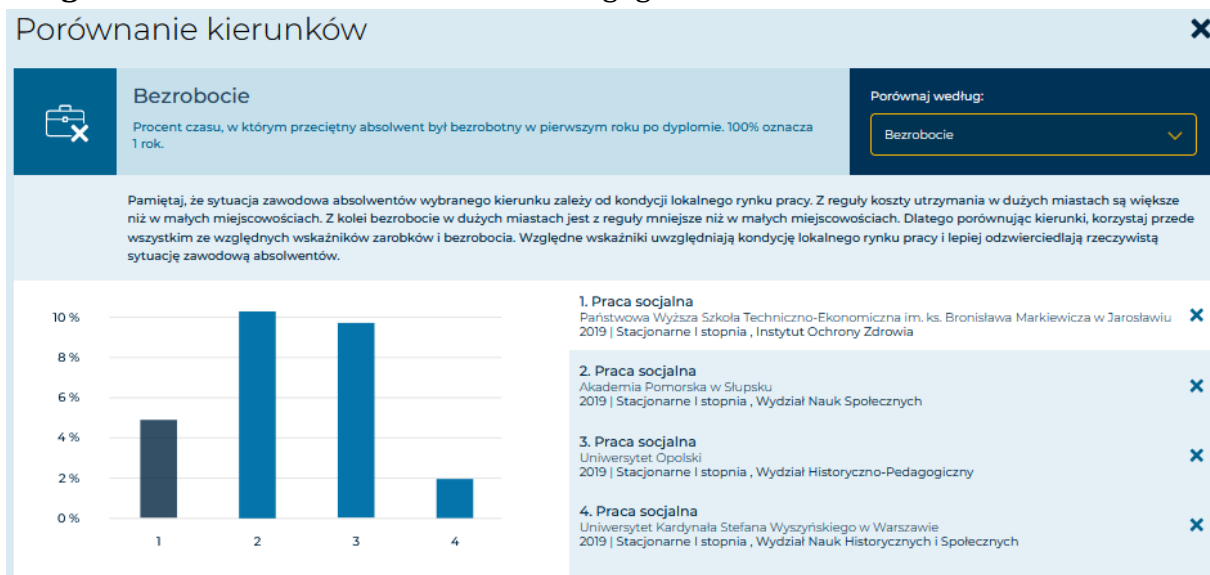 Porównanie kierunków
Bezrobocie
Procent czasu, w którym przeciętny absolwent był bezrobotny w pierwszym roku po dyplomie. 100% oznacza
1 rok.
Porównaj według:
Bezrobocie
Pamiętaj, że sytuacja zawodowa absolwentów wybranego kierunku zależy od kondycji lokalnego rynku pracy. Z reguły koszty utrzymania w dużych miastach są większe
niż w małych miejscowościach. Z kolei bezrobocie w dużych miastach jest z reguły mniejsze niż w małych miejscowościach. Dlatego porównując kierunki, korzystaj przede
wszystkim ze względnych wskaźników zarobków i bezrobocia. Względne wskaźniki uwzględniają kondycję lokalnego rynku pracy i lepiej odzwierciedlają rzeczywistą
sytuację zawodową absolwentów.
10 %
8 %
6 %
4 %
2 %
0 %
1 2 3 4
1. Praca socjalna
Państwowa Wyższa Szkoła Techniczno-Ekonomiczna im. ks. Bronisława Markiewicza w Jarosławiu
2019 | Stacjonarne I stopnia , Instytut Ochrony Zdrowia
2. Praca socjalna
Akademia Pomorska w Słupsku
2019 | Stacjonarne I stopnia , Wydział Nauk Społecznych
3. Praca socjalna
Uniwersytet Opolski
2019 | Stacjonarne I stopnia , Wydział Historyczno-Pedagogiczny
4. Praca socjalna
Uniwersytet Kardynała Stefana Wyszyńskiego w Warszawie
2019 | Stacjonarne I stopnia , Wydział Nauk Historycznych i Społecznych